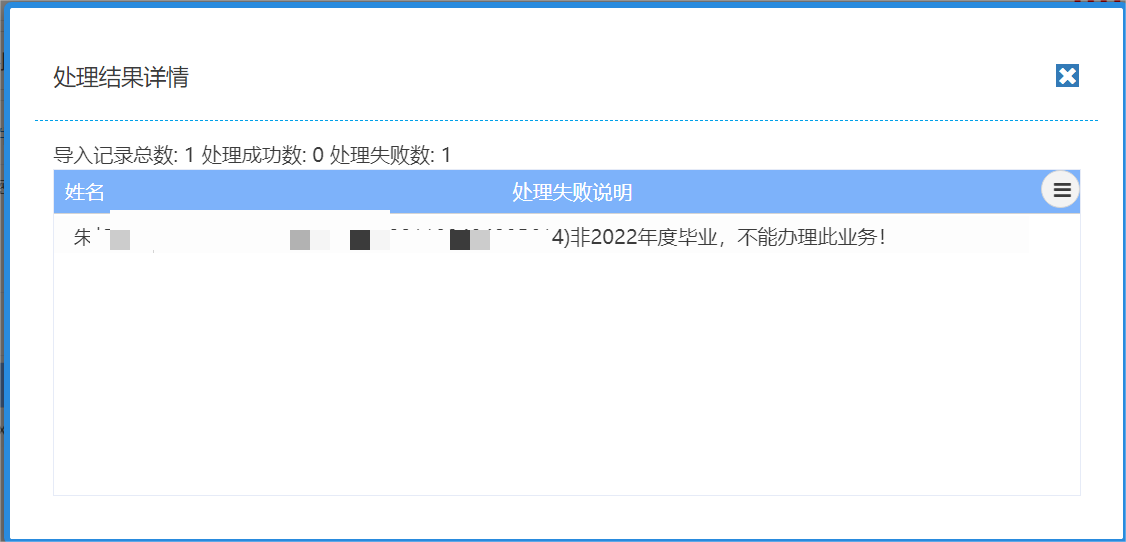 处理结果详情
导入记录总数: 1 处理成功数: 0 处理失败数: 1
姓名 处理失败说明
朱 4)非2022年度毕业，不能办理此业务！